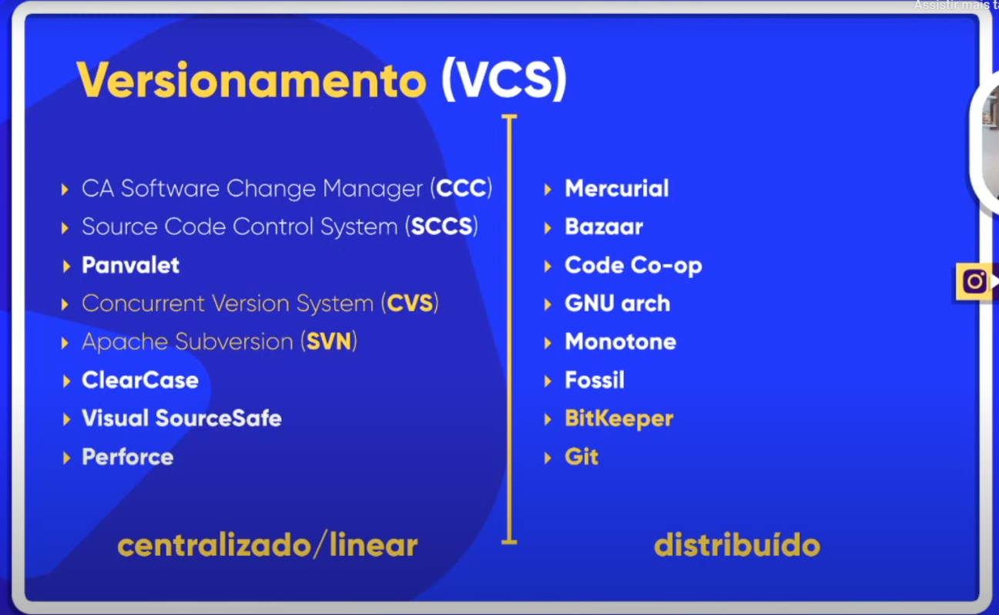 Assistir mais
Versionamento (VCS)
CA Software Change Manager (CCC)
Source Code Control System (SCCS)
Panvalet
Concurrent Version System (CVS)
Apache Subversion (SVN)
ClearCase
Visual SourceSafe
Perforce
centralizado/linear
Mercurial
Bazaar
Code Co-op
GNU arch
Monotone
Fossil
BitKeeper
Git
distribuído